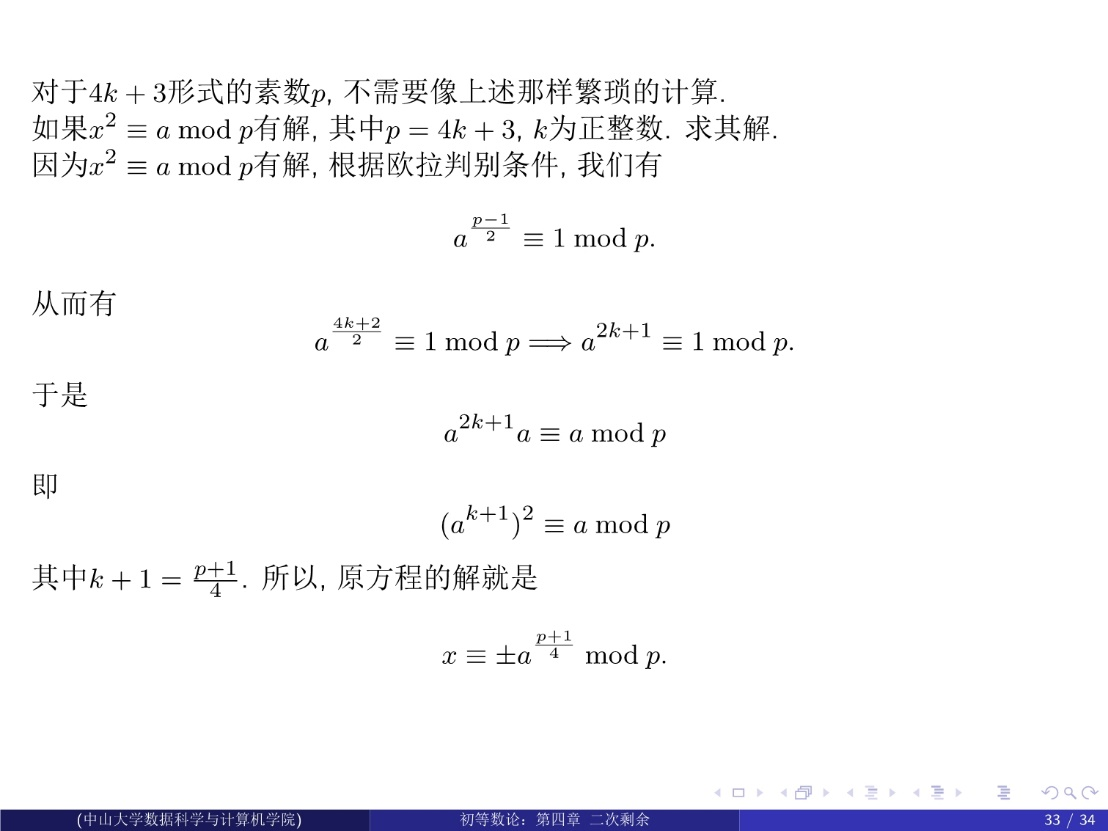 对于4k + 3形式的素数p, 不需要像上述那样繁琐的计算.
如果x² ≡ a mod p有解, 其中p = 4k + 3, k为正整数. 求其解.
因为x² ≡ a mod p有解, 根据欧拉判别条件, 我们有
a^{\frac{p−1}{2}} ≡ 1 mod p.
从而有
a^{\frac{4k+2}{2}} ≡ 1 mod p ⟹ a^{2k+1} ≡ 1 mod p.
于是
a^{2k+1}a ≡ a mod p
即
(a^{k+1})² ≡ a mod p
其中k + 1 = \frac{p+1}{4}. 所以, 原方程的解就是
x ≡ ±a^{\frac{p+1}{4}} mod p.
(中山大学数据科学与计算机学院) 初等数论：第四章 二次剩余 33 / 34